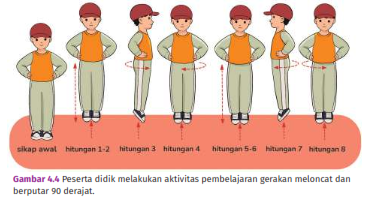 sikap awal hitungan 1-2 hitungan 3 hitungan 4 hitungan 5-6 hitungan 7 hitungan 8
Gambar 4.4 Peserta didik melakukan aktivitas pembelajaran gerakan meloncat dan
berputar 90 derajat.